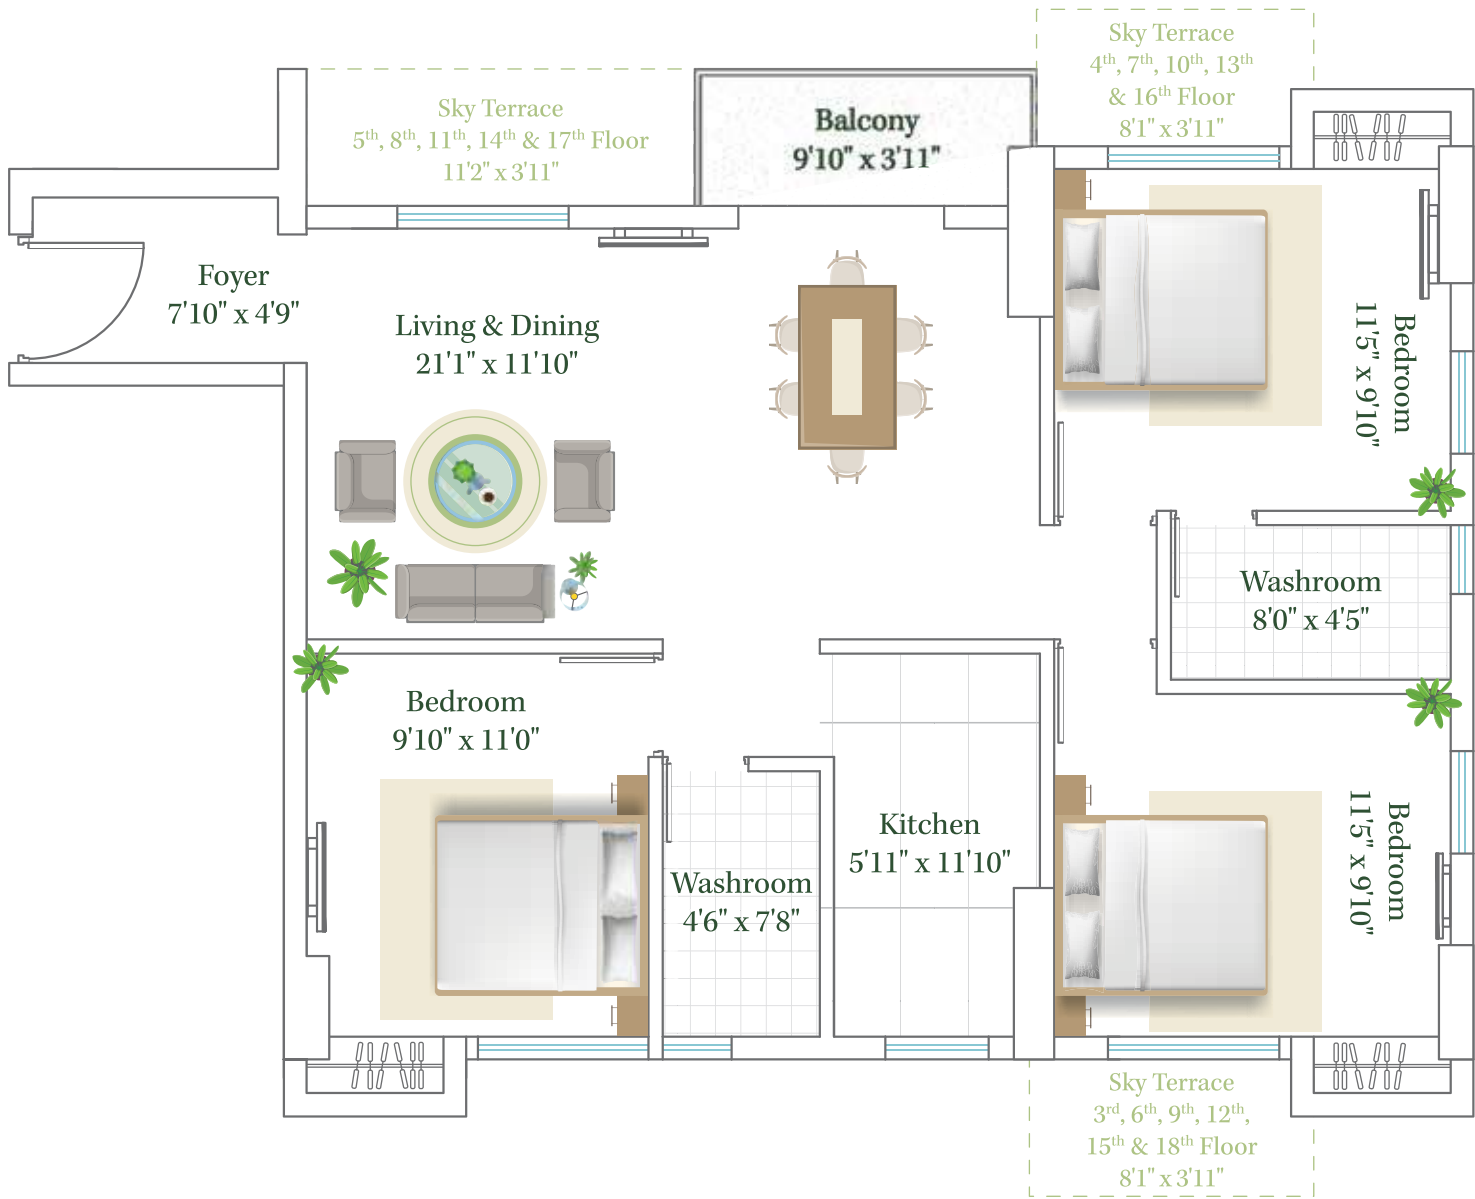 Sky Terrace
4th, 7th, 10th, 13th
& 16th Floor
8'1" x 3'11"
Sky Terrace
5th, 8th, 11th, 14th & 17th Floor
11'2" x 3'11"
Balcony
9'10" x 3'11"
Foyer
7'10" x 4'9"
Living & Dining
21'1" x 11'10"
Bedroom
11'5" x 9'10"
Washroom
8'0" x 4'5"
Bedroom
9'10" x 11'0"
Kitchen
5'11" x 11'10"
Washroom
4'6" x 7'8"
Bedroom
11'5" x 9'10"
Sky Terrace
3rd, 6th, 9th, 12th,
15th & 18th Floor
8'1" x 3'11"